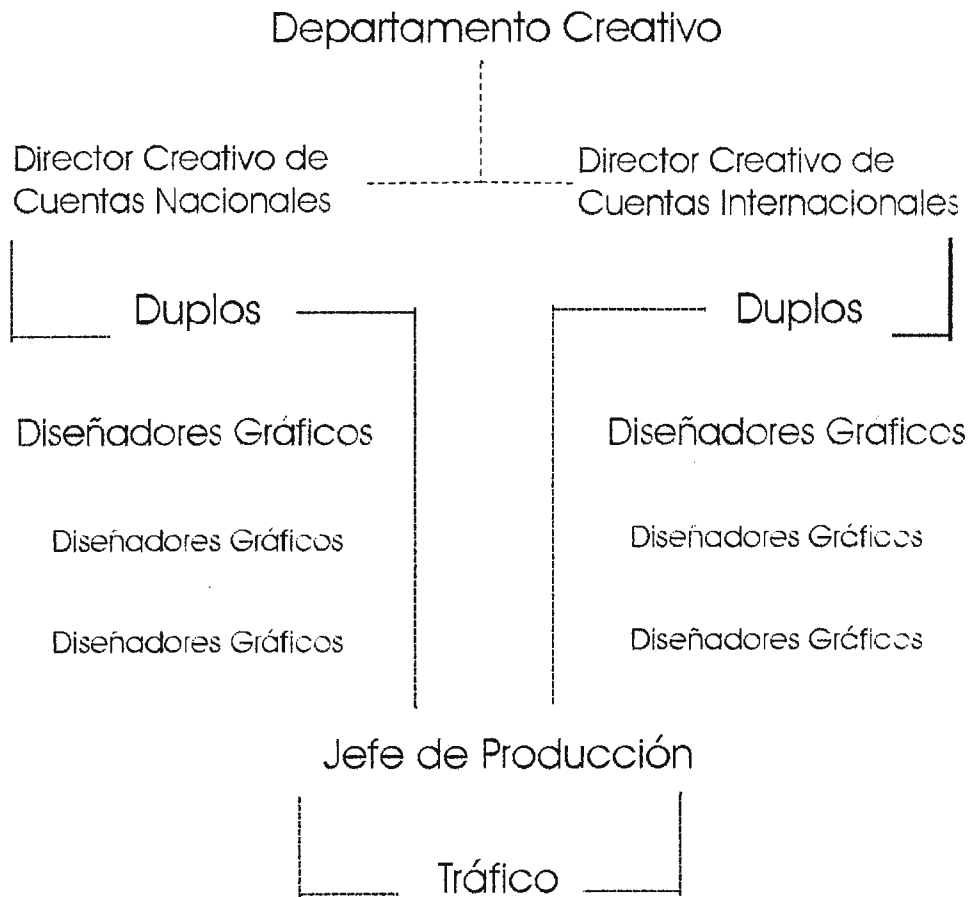 Departamento Creativo
Director Creativo de
Cuentas Nacionales
Director Creativo de
Cuentas Internacionales
Duplos
Duplos
Diseñadores Gráficos
Diseñadores Gráficos
Diseñadores Gráficos
Diseñadores Gráficos
Diseñadores Gráficos
Diseñadores Gráficos
Jefe de Producción
Tráfico